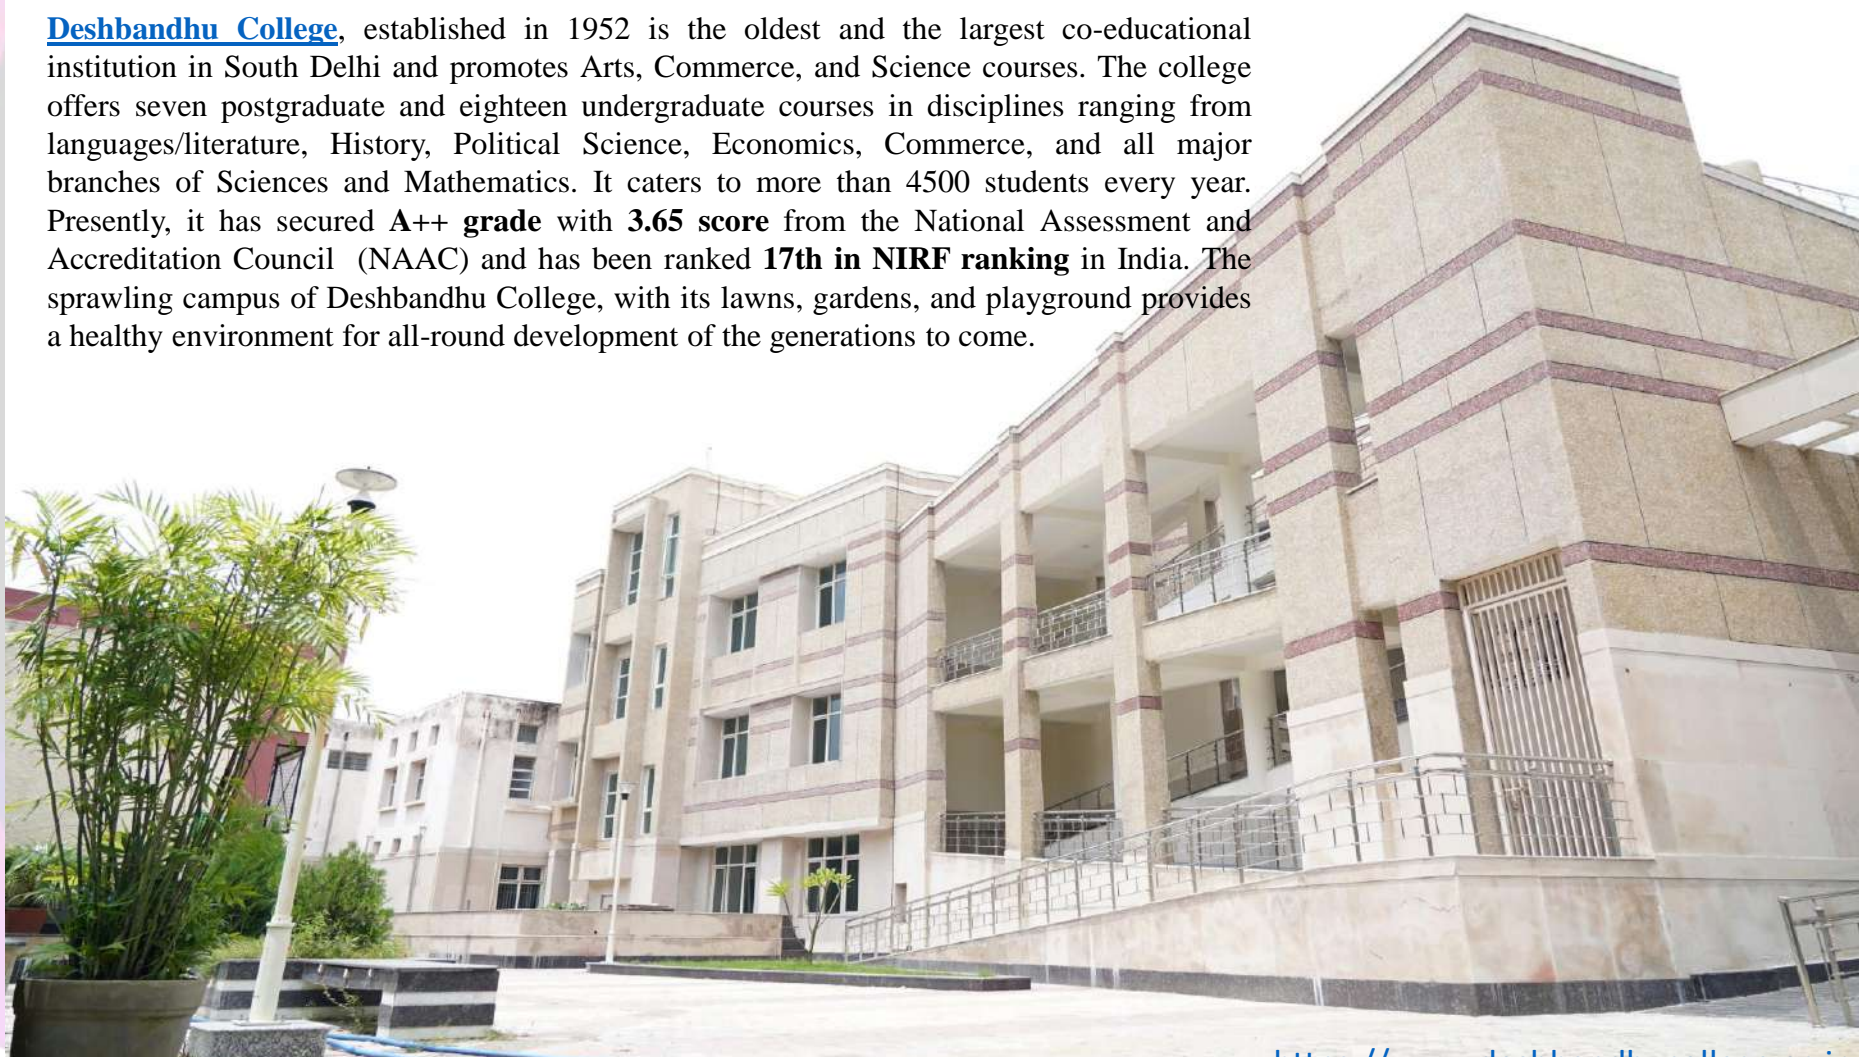 Deshbandhu College, established in 1952 is the oldest and the largest co-educational
institution in South Delhi and promotes Arts, Commerce, and Science courses. The college
offers seven postgraduate and eighteen undergraduate courses in disciplines ranging from
languages/literature, History, Political Science, Economics, Commerce, and all major
branches of Sciences and Mathematics. It caters to more than 4500 students every year.
Presently, it has secured A++ grade with 3.65 score from the National Assessment and
Accreditation Council (NAAC) and has been ranked 17th in NIRF ranking in India. The
sprawling campus of Deshbandhu College, with its lawns, gardens, and playground provides
a healthy environment for all-round development of the generations to come.